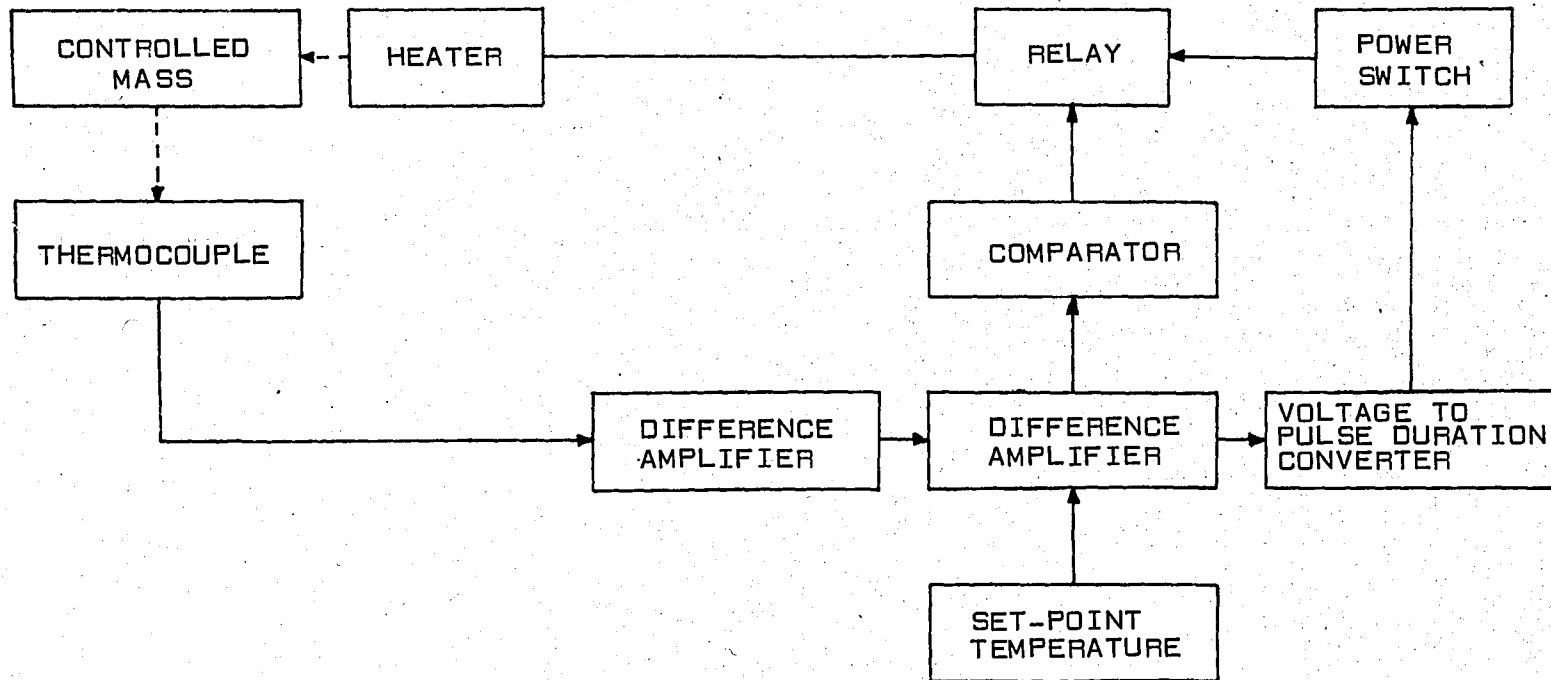 CONTROLLED
MASS
HEATER
RELAY
POWER
SWITCH
THERMOCOUPLE
COMPARATOR
DIFFERENCE
AMPLIFIER
DIFFERENCE
AMPLIFIER
VOLTAGE TO
PULSE DURATION
CONVERTER
SET-POINT
TEMPERATURE